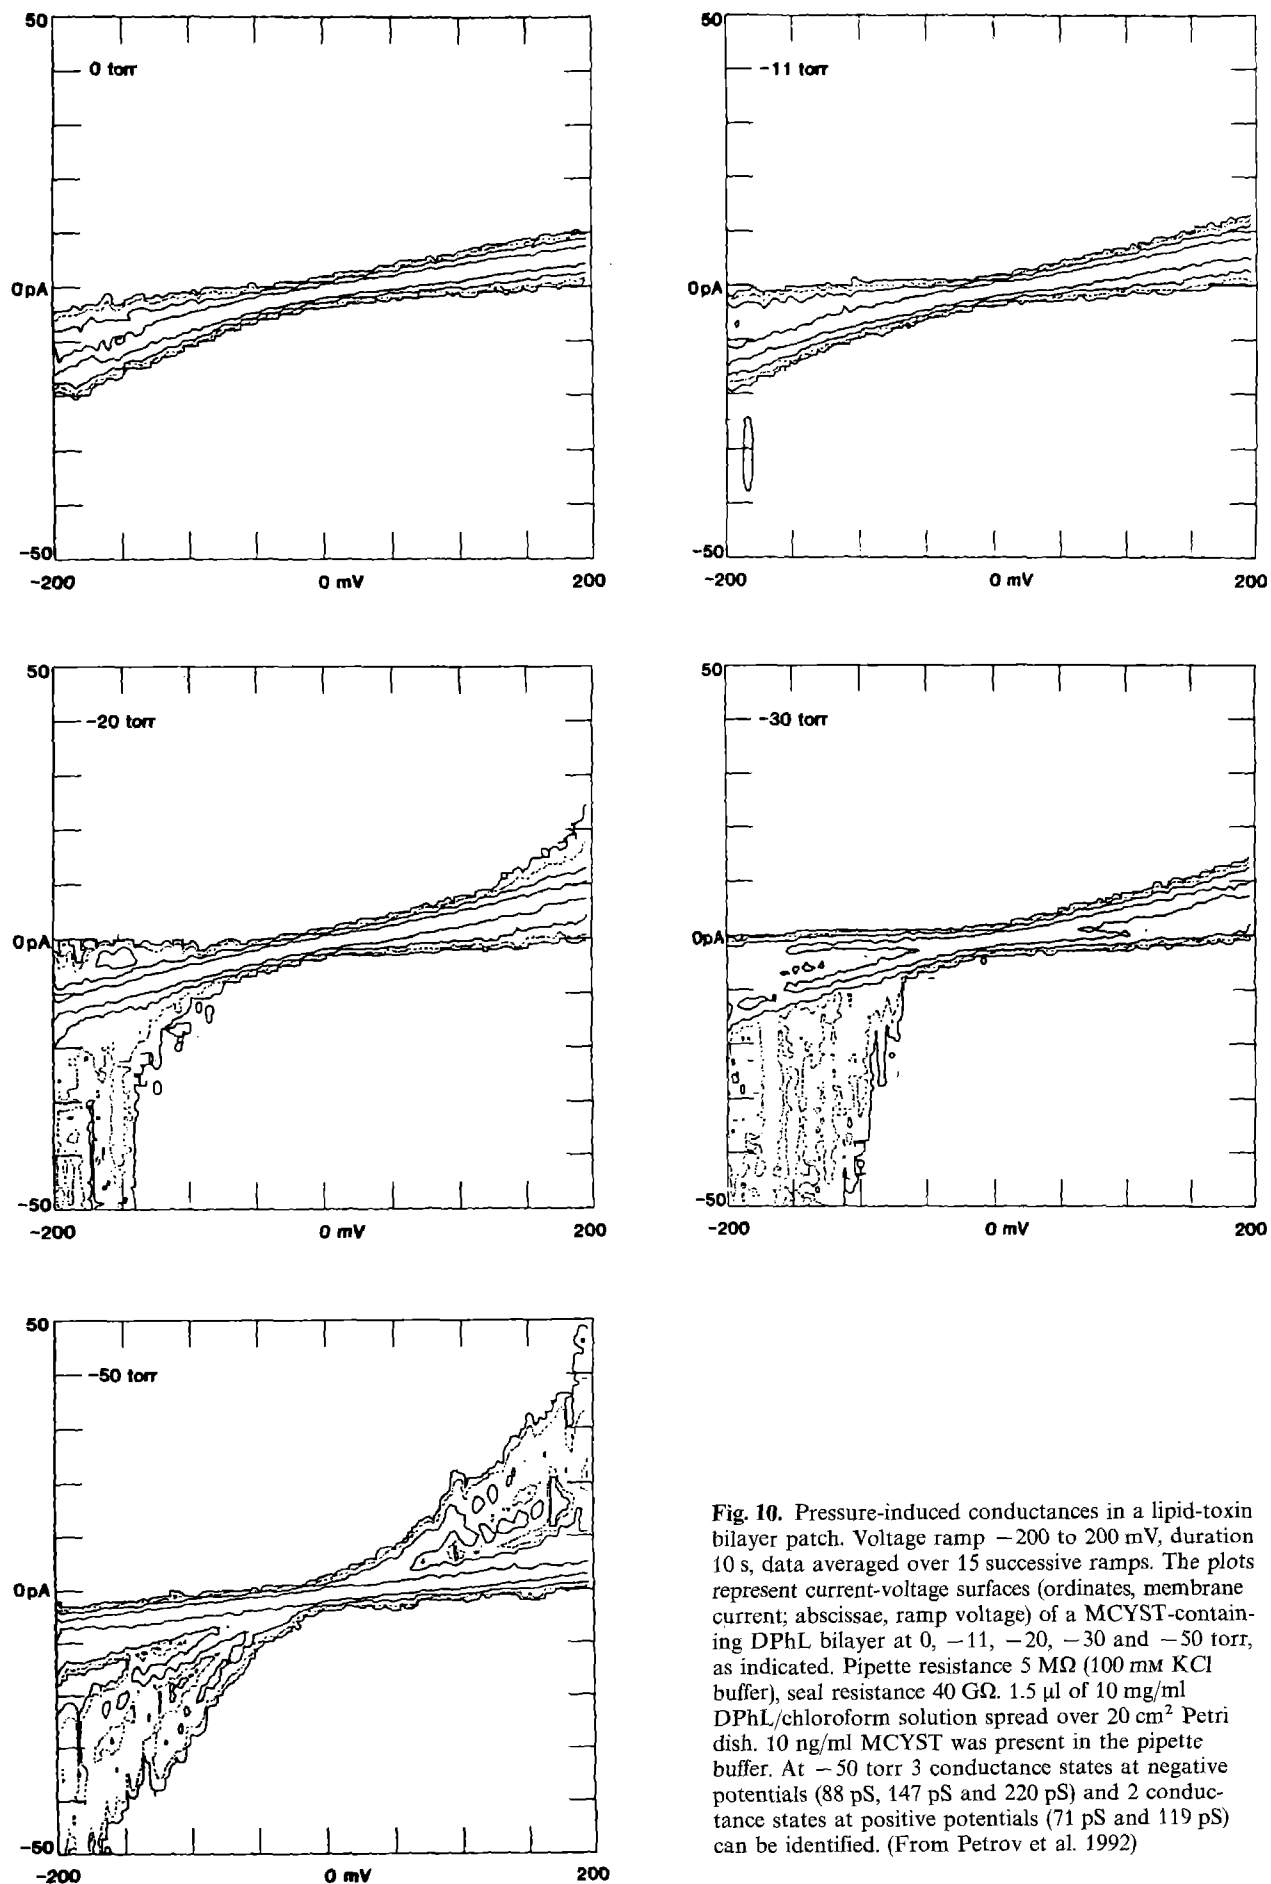 50
0 torr
0pA
-50
-200
0 mV
200
50
-11 torr
0pA
-50
-200
0 mV
200
50
-20 torr
0pA
-50
-200
0 mV
200
50
-30 torr
0pA
-50
-200
0 mV
200
50
-50 torr
0pA
-50
-200
0 mV
200
Fig. 10. Pressure-induced conductances in a lipid-toxin
bilayer patch. Voltage ramp −200 to 200 mV, duration
10 s, data averaged over 15 successive ramps. The plots
represent current-voltage surfaces (ordinates, membrane
current; abscissae, ramp voltage) of a MCYST-contain-
ing DPhL bilayer at 0, −11, −20, −30 and −50 torr,
as indicated. Pipette resistance 5 MΩ (100 mM KCl
buffer), seal resistance 40 GΩ. 1.5 μl of 10 mg/ml
DPhL/chloroform solution spread over 20 cm² Petri
dish. 10 ng/ml MCYST was present in the pipette
buffer. At −50 torr 3 conductance states at negative
potentials (88 pS, 147 pS and 220 pS) and 2 conduc-
tance states at positive potentials (71 pS and 119 pS)
can be identified. (From Petrov et al. 1992)